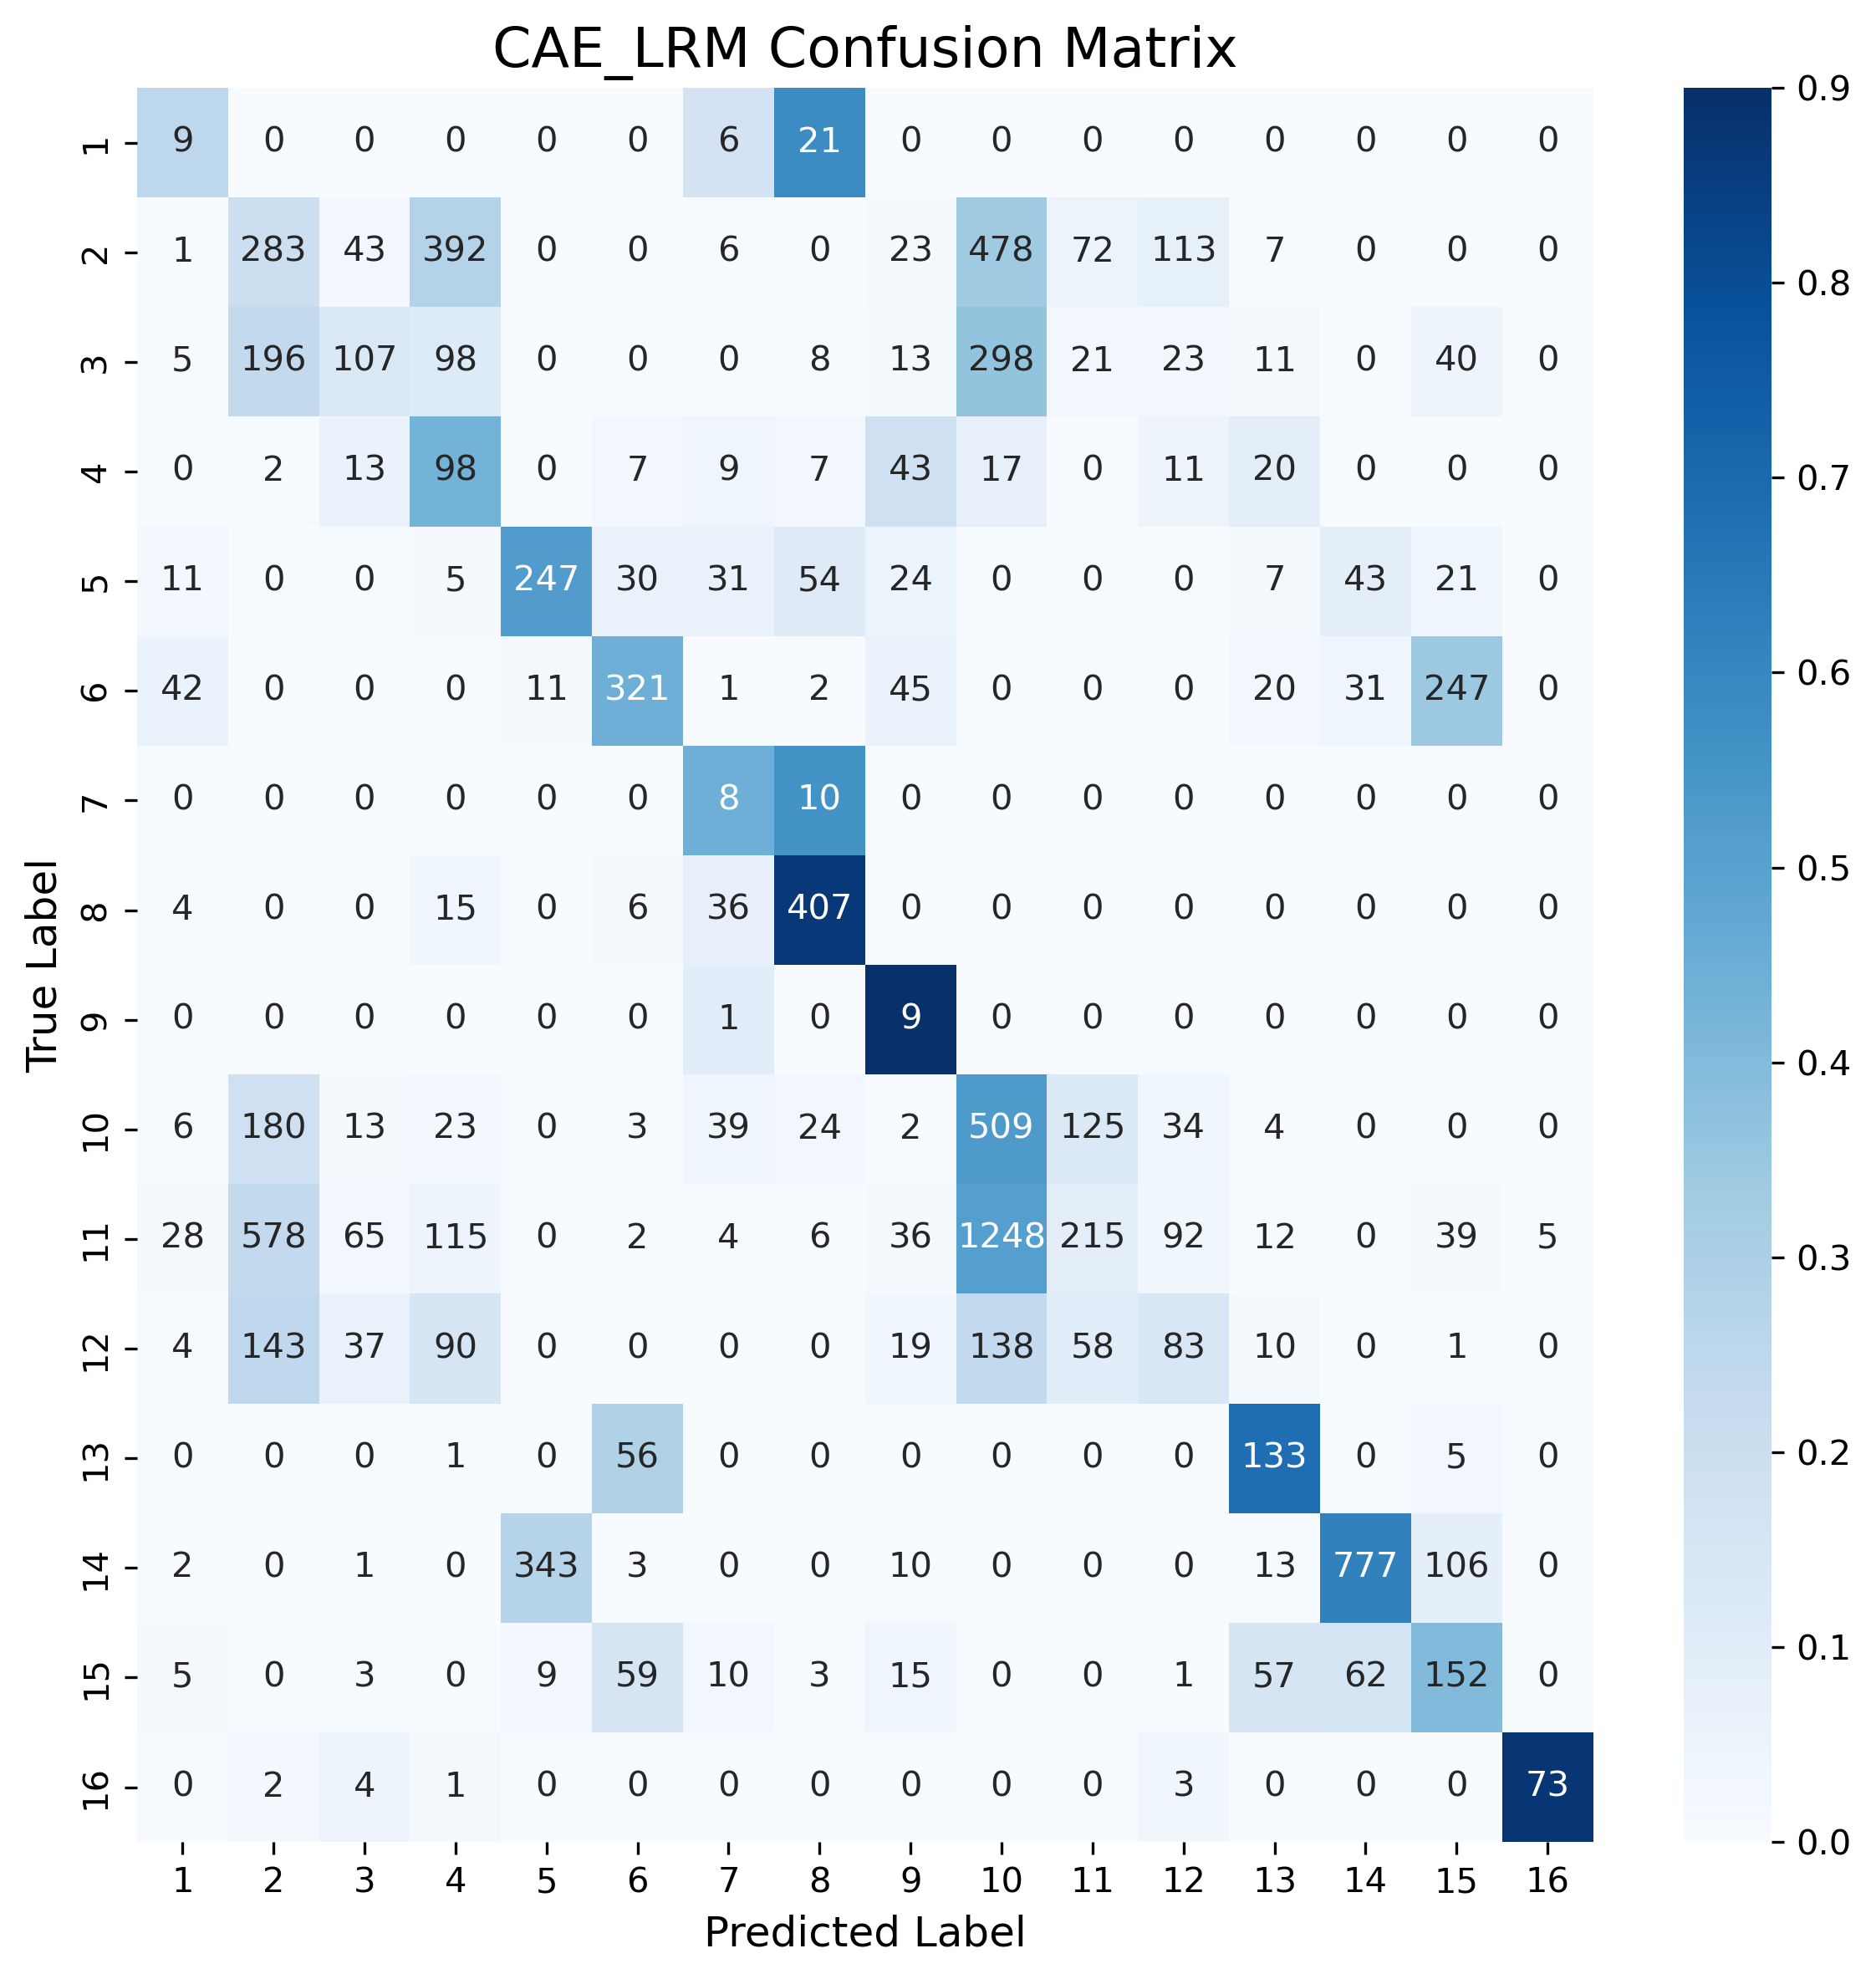 CAE_LRM Confusion Matrix
1 9 0 0 0 0 0 6 21 0 0 0 0 0 0 0 0
2 1 283 43 392 0 0 6 0 23 478 72 113 7 0 0 0
3 5 196 107 98 0 0 0 8 13 298 21 23 11 0 40 0
4 0 2 13 98 0 7 9 7 43 17 0 11 20 0 0 0
5 11 0 0 5 247 30 31 54 24 0 0 0 7 43 21 0
6 42 0 0 0 11 321 1 2 45 0 0 0 20 31 247 0
7 0 0 0 0 0 0 8 10 0 0 0 0 0 0 0 0
8 4 0 0 15 0 6 36 407 0 0 0 0 0 0 0 0
9 0 0 0 0 0 0 1 0 9 0 0 0 0 0 0 0
10 6 180 13 23 0 3 39 24 2 509 125 34 4 0 0 0
11 28 578 65 115 0 2 4 6 36 1248 215 92 12 0 39 5
12 4 143 37 90 0 0 0 0 19 138 58 83 10 0 1 0
13 0 0 0 1 0 56 0 0 0 0 0 0 133 0 5 0
14 2 0 1 0 343 3 0 0 10 0 0 0 13 777 106 0
15 5 0 3 0 9 59 10 3 15 0 0 1 57 62 152 0
16 0 2 4 1 0 0 0 0 0 0 0 3 0 0 0 73
1 2 3 4 5 6 7 8 9 10 11 12 13 14 15 16
Predicted Label
True Label
0.9
0.8
0.7
0.6
0.5
0.4
0.3
0.2
0.1
0.0